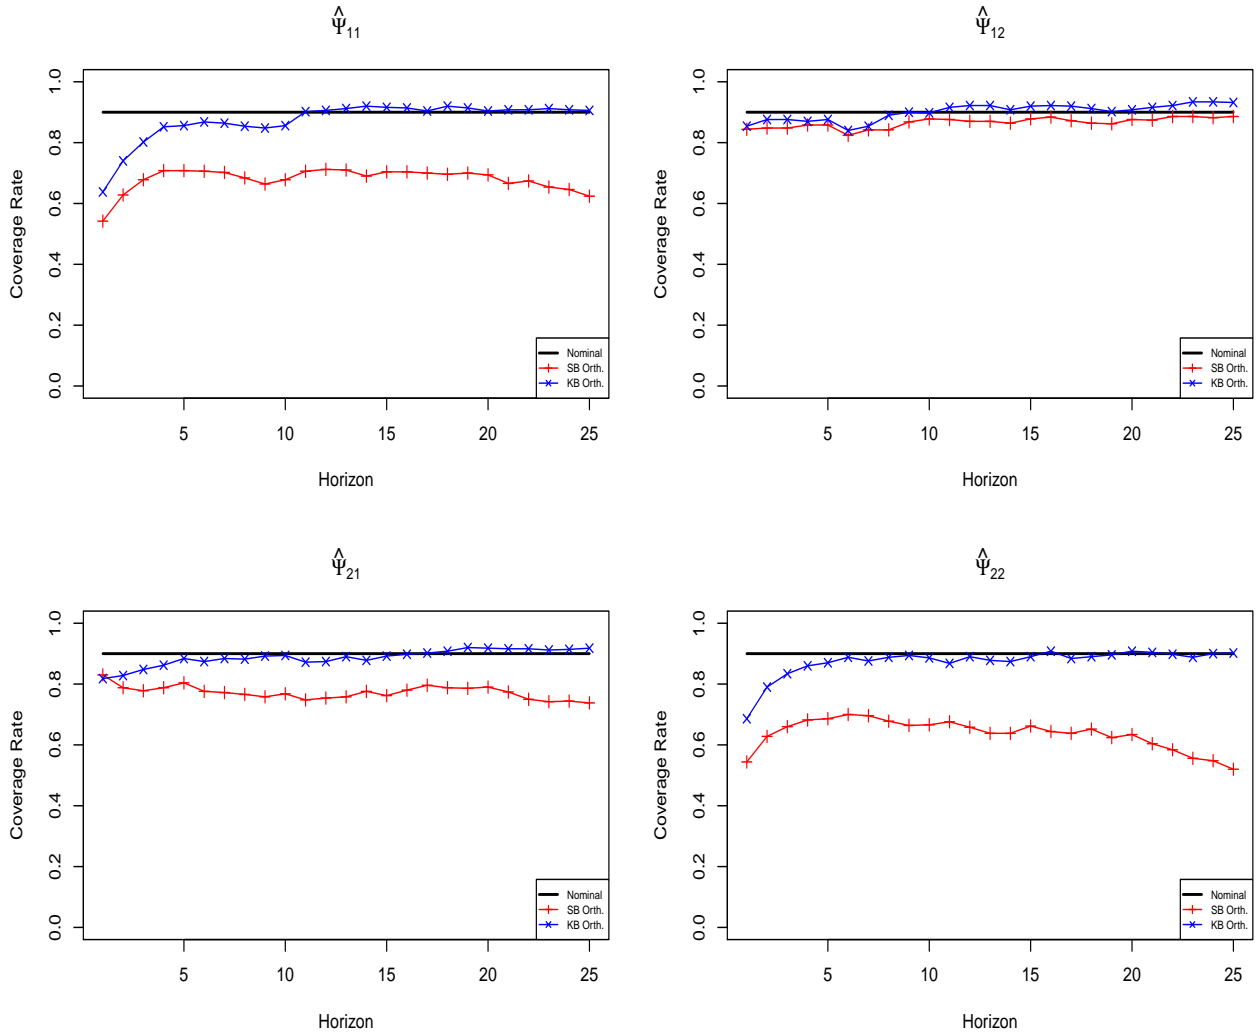 Ψ̂11
Coverage Rate
1.0
0.8
0.6
0.4
0.2
0.0
Nominal
SB Orth.
KB Orth.
5 10 15 20 25
Horizon
Ψ̂12
Coverage Rate
1.0
0.8
0.6
0.4
0.2
0.0
Nominal
SB Orth.
KB Orth.
5 10 15 20 25
Horizon
Ψ̂21
Coverage Rate
1.0
0.8
0.6
0.4
0.2
0.0
Nominal
SB Orth.
KB Orth.
5 10 15 20 25
Horizon
Ψ̂22
Coverage Rate
1.0
0.8
0.6
0.4
0.2
0.0
Nominal
SB Orth.
KB Orth.
5 10 15 20 25
Horizon